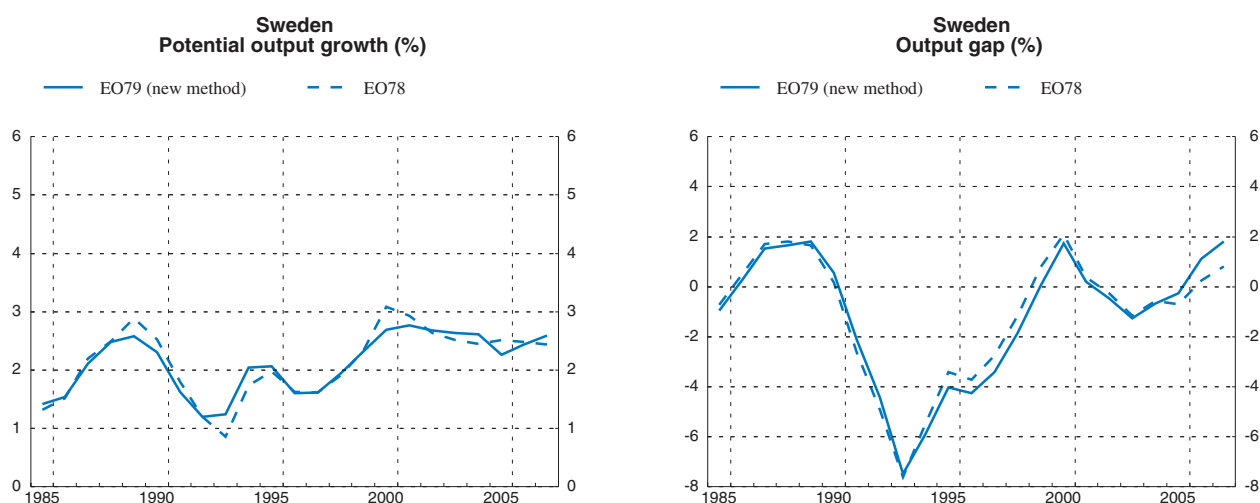 Sweden
Potential output growth (%)
EO79 (new method) EO78
6 6
5 5
4 4
3 3
2 2
1 1
0 0
1985 1990 1995 2000 2005
Sweden
Output gap (%)
EO79 (new method) EO78
6 6
4 4
2 2
0 0
-2 -2
-4 -4
-6 -6
-8 -8
1985 1990 1995 2000 2005